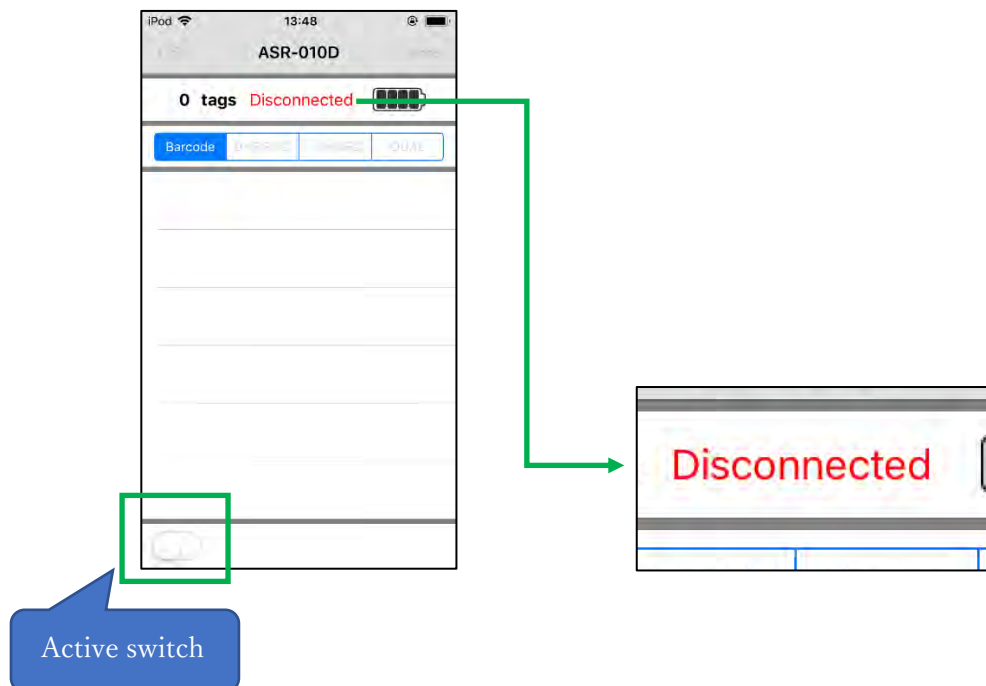 iPod 13:48
ASR-010D
0 tags Disconnected
Barcode
Disconnected
Active switch